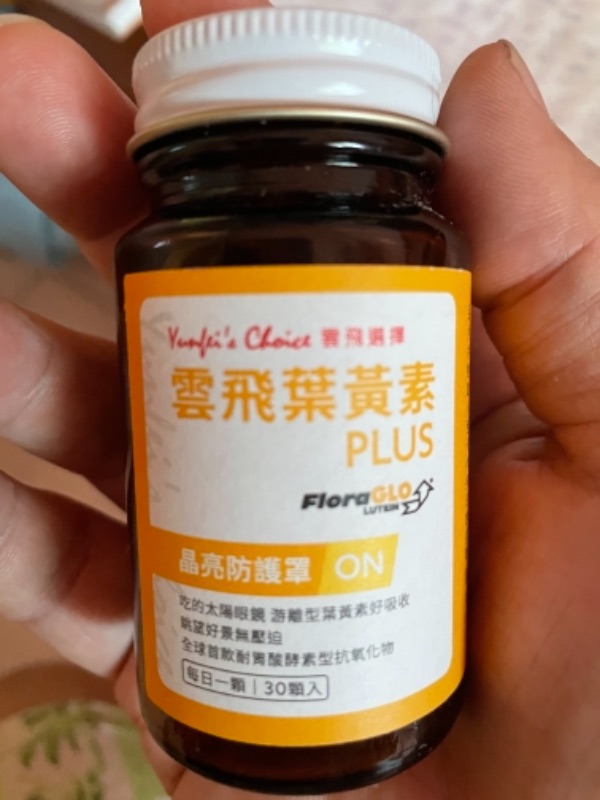 Yunfei's Choice 雲飛選擇
雲飛葉黃素
PLUS
FloraGLO
LUTEIN
晶亮防護罩 ON
吃的太陽眼鏡 游離型葉黃素好吸收
眺望好景無壓迫
全球首款耐胃酸酵素型抗氧化物
每日一顆｜30顆入